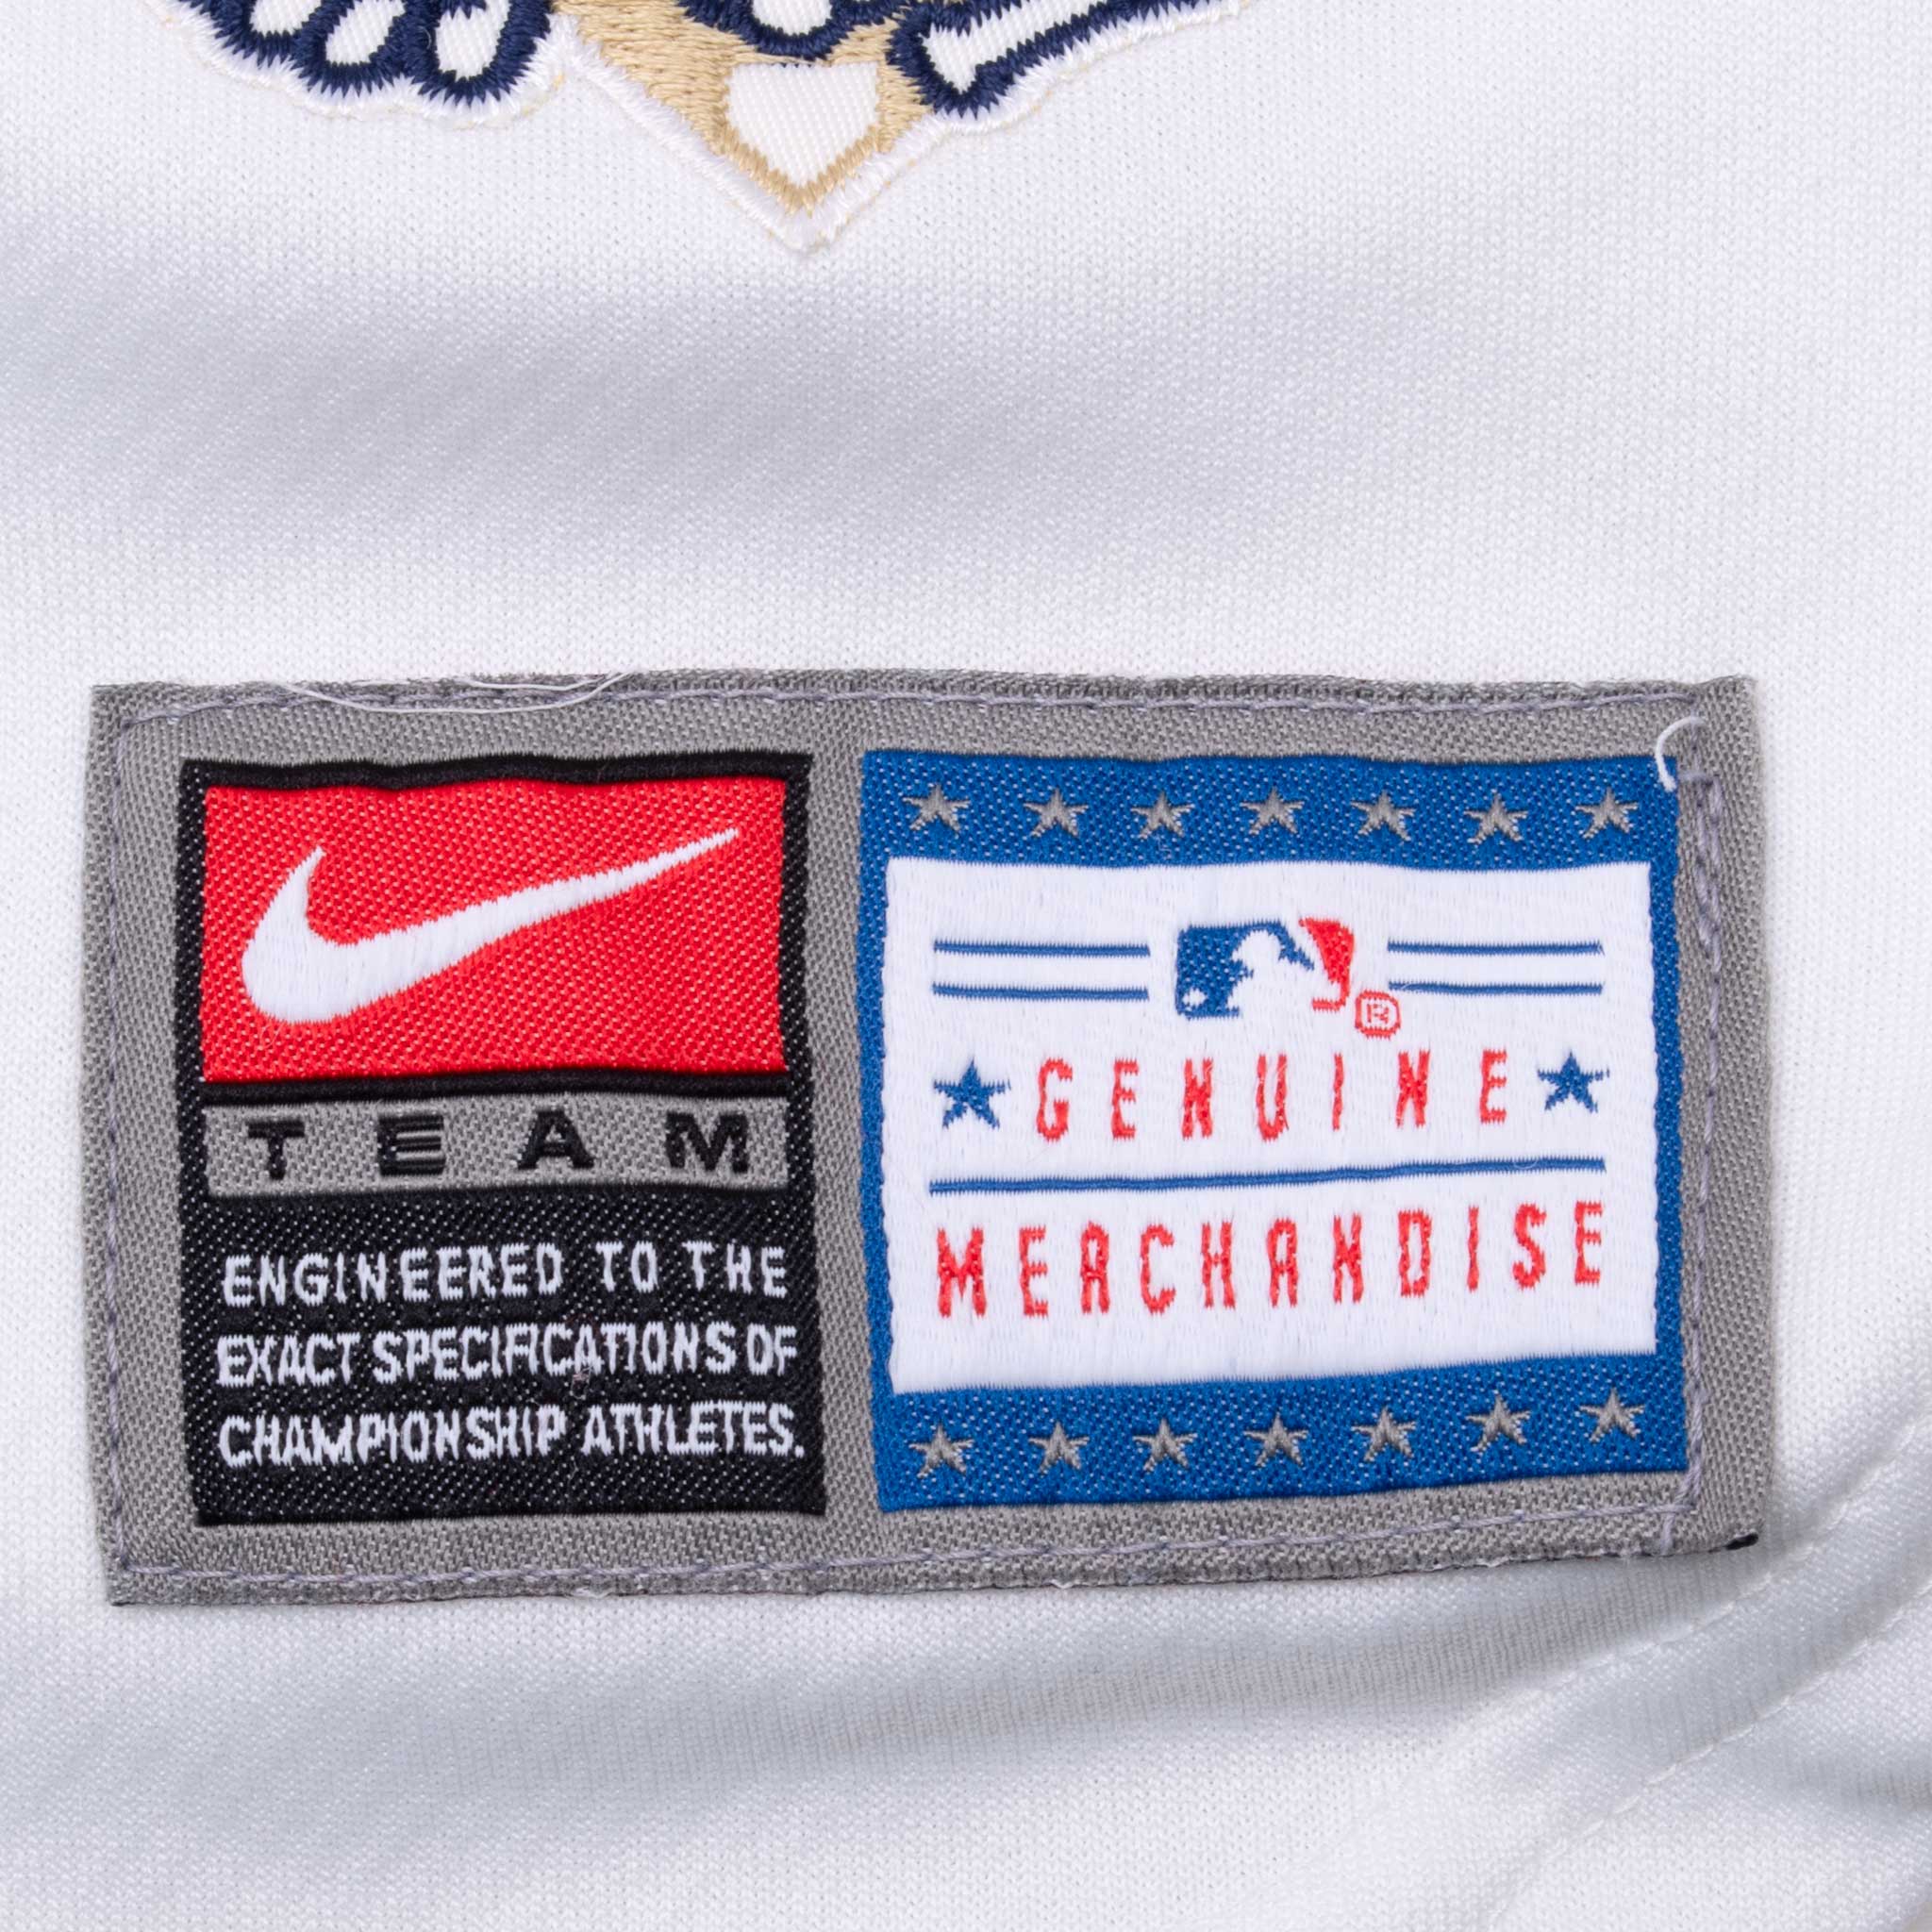 TEAM
ENGINEERED TO THE
EXACT SPECIFICATIONS OF
CHAMPIONSHIP ATHLETES.
®
GENUINE
MERCHANDISE